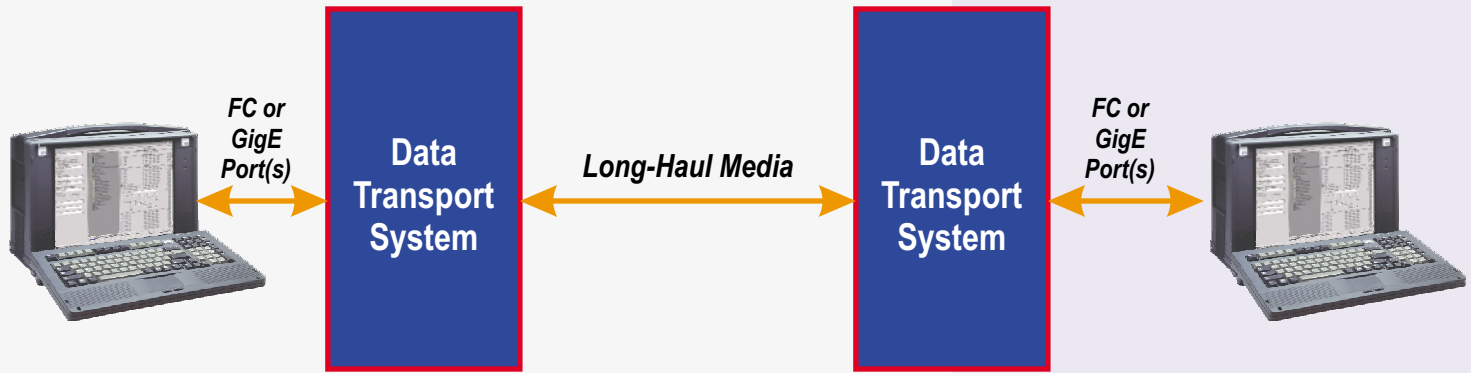 FC or
GigE
Port(s)
Data
Transport
System
Long-Haul Media
Data
Transport
System
FC or
GigE
Port(s)